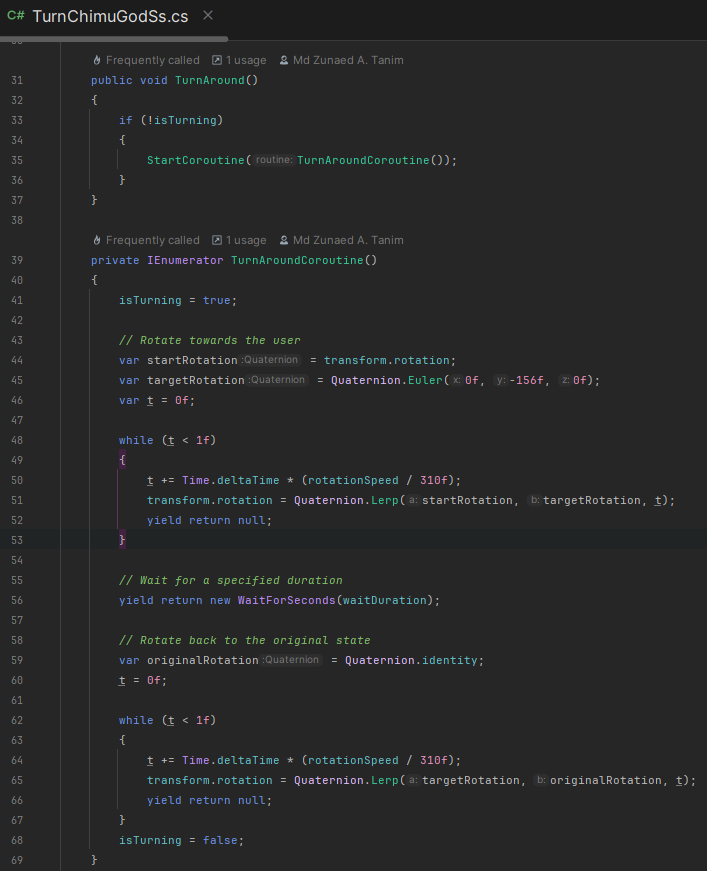 C# TurnChimuGodSs.cs ×
30
Frequently called 1 usage Md Zunaed A. Tanim
31 public void TurnAround()
32 {
33 if (!isTurning)
34 {
35 StartCoroutine( routine: TurnAroundCoroutine());
36 }
37 }
38
Frequently called 1 usage Md Zunaed A. Tanim
39 private IEnumerator TurnAroundCoroutine()
40 {
41 isTurning = true;
42
43 // Rotate towards the user
44 var startRotation :Quaternion = transform.rotation;
45 var targetRotation :Quaternion = Quaternion.Euler( x: 0f, y: -156f, z: 0f);
46 var t = 0f;
47
48 while (t < 1f)
49 {
50 t += Time.deltaTime * (rotationSpeed / 310f);
51 transform.rotation = Quaternion.Lerp( a: startRotation, b: targetRotation, t);
52 yield return null;
53 }
54
55 // Wait for a specified duration
56 yield return new WaitForSeconds(waitDuration);
57
58 // Rotate back to the original state
59 var originalRotation :Quaternion = Quaternion.identity;
60 t = 0f;
61
62 while (t < 1f)
63 {
64 t += Time.deltaTime * (rotationSpeed / 310f);
65 transform.rotation = Quaternion.Lerp( a: targetRotation, b: originalRotation, t);
66 yield return null;
67 }
68 isTurning = false;
69 }